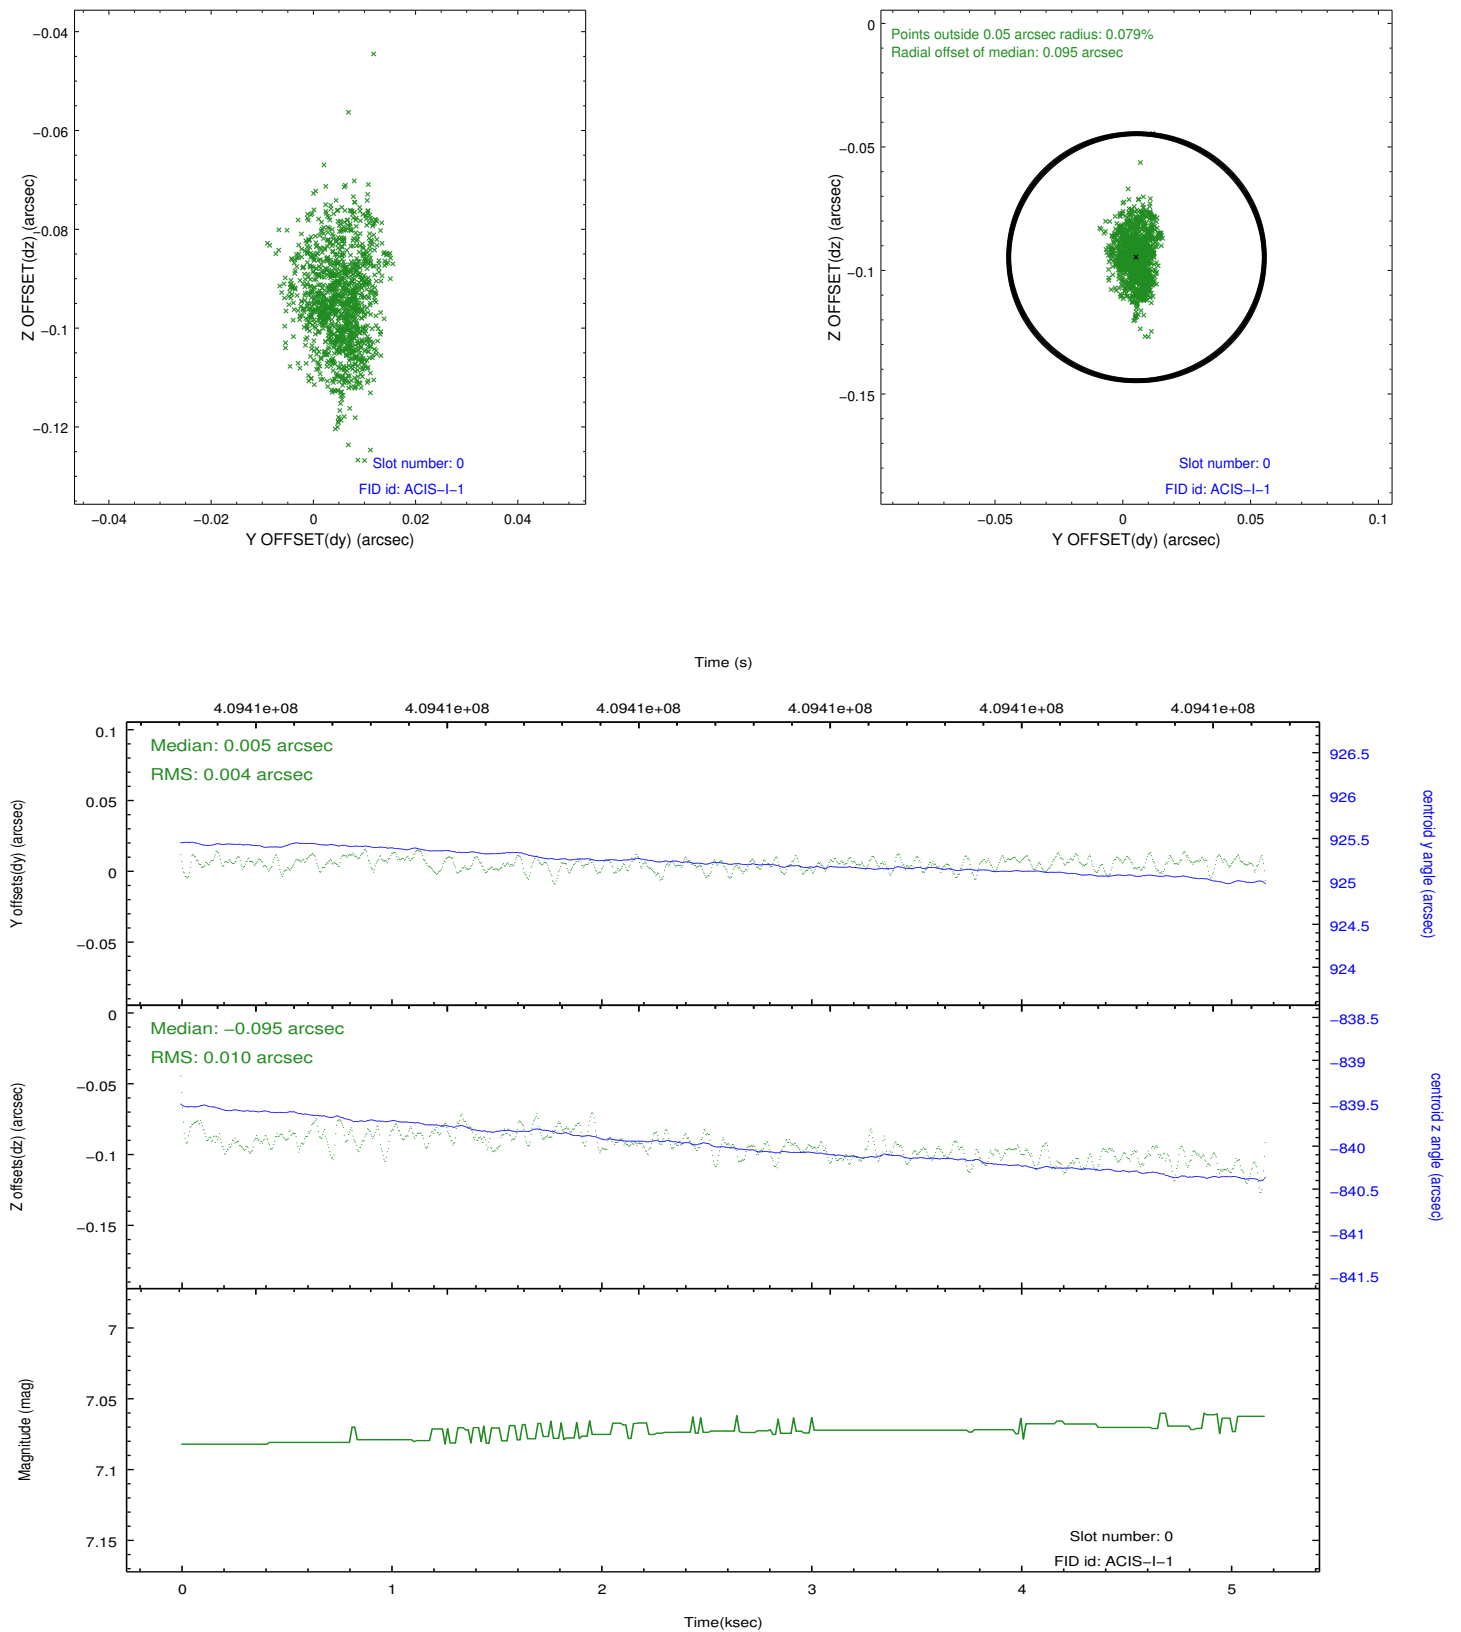 −0.04
−0.06
−0.08
−0.1
−0.12
Z OFFSET(dz) (arcsec)
Slot number: 0
FID id: ACIS−I−1
−0.04
−0.02
0
0.02
0.04
Y OFFSET(dy) (arcsec)
0
−0.05
−0.1
−0.15
Z OFFSET(dz) (arcsec)
Points outside 0.05 arcsec radius: 0.079%
Radial offset of median: 0.095 arcsec
Slot number: 0
FID id: ACIS−I−1
−0.05
0
0.05
0.1
Y OFFSET(dy) (arcsec)
Time (s)
4.0941e+08
4.0941e+08
4.0941e+08
4.0941e+08
4.0941e+08
4.0941e+08
0.1
0.05
0
−0.05
Y offsets(dy) (arcsec)
Median: 0.005 arcsec
RMS: 0.004 arcsec
926.5
926
925.5
925
924.5
924
centroid y angle (arcsec)
0
−0.05
−0.1
−0.15
Z offsets(dz) (arcsec)
Median: −0.095 arcsec
RMS: 0.010 arcsec
−838.5
−839
−839.5
−840
−840.5
−841
−841.5
centroid z angle (arcsec)
7
7.05
7.1
7.15
Magnitude (mag)
Slot number: 0
FID id: ACIS−I−1
0
1
2
3
4
5
Time(ksec)